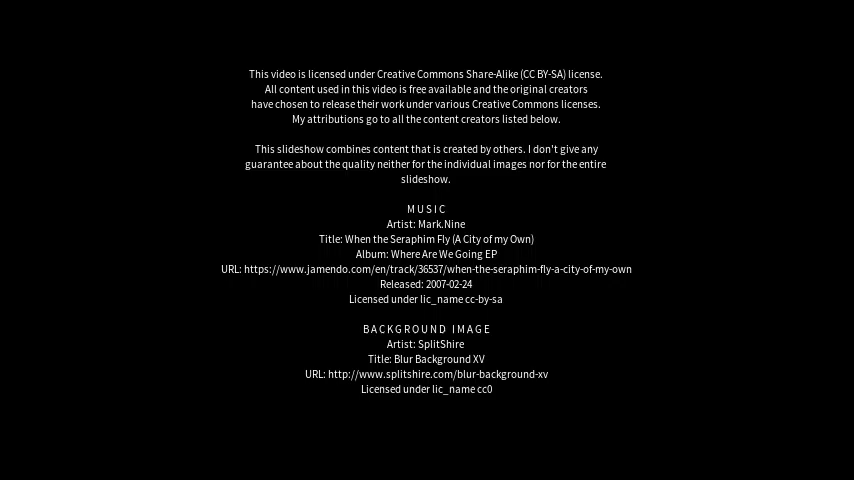 This video is licensed under Creative Commons Share-Alike (CC BY-SA) license.
All content used in this video is free available and the original creators
have chosen to release their work under various Creative Commons licenses.
My attributions go to all the content creators listed below.
This slideshow combines content that is created by others. I don't give any
guarantee about the quality neither for the individual images nor for the entire
slideshow.
MUSIC
Artist: Mark.Nine
Title: When the Seraphim Fly (A City of my Own)
Album: Where Are We Going EP
URL: https://www.jamendo.com/en/track/36537/when-the-seraphim-fly-a-city-of-my-own
Released: 2007-02-24
Licensed under lic_name cc-by-sa
BACKGROUND IMAGE
Artist: SplitShire
Title: Blur Background XV
URL: http://www.splitshire.com/blur-background-xv
Licensed under lic_name cc0